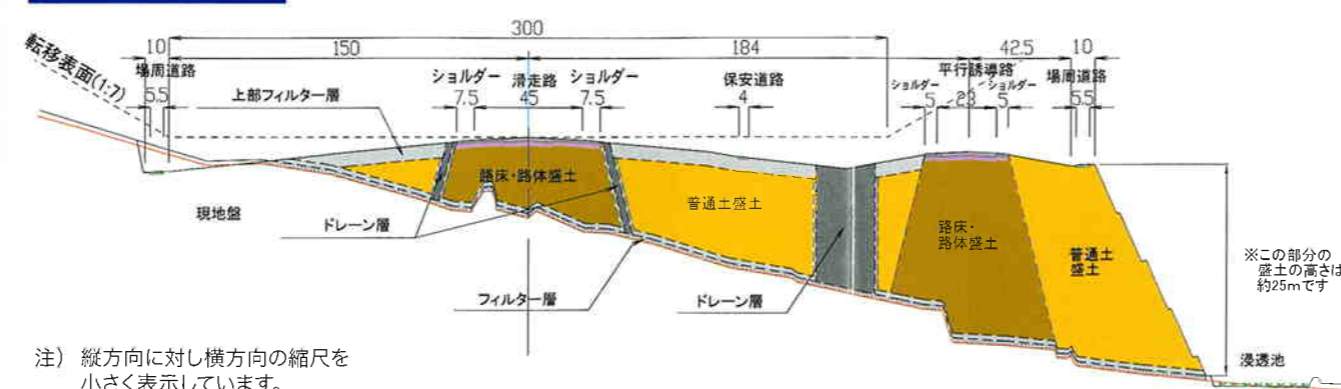 300
10
150
184
42.5
10
転移表面(1:7)
場周道路
5.5
上部フィルター層
ショルダー
7.5
滑走路
45
ショルダー
7.5
保安道路
4
平行誘導路
ショルダー
5
23
ショルダー
5
場周道路
5.5
路床・路体盛土
普通土盛土
路床・
路体盛土
普通土
盛土
現地盤
ドレーン層
フィルター層
ドレーン層
※この部分の
盛土の高さは
約25mです
浸透池
注) 縦方向に対し横方向の縮尺を
小さく表示しています。